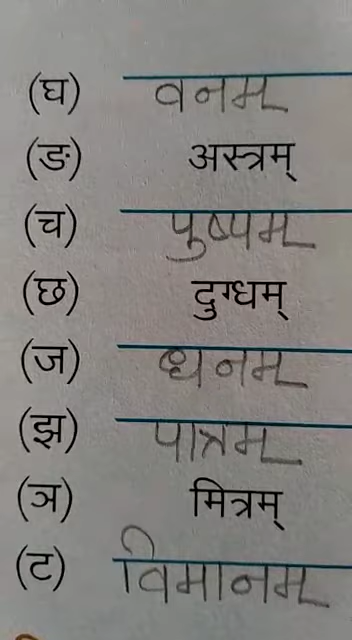 (घ) वनम्
(ङ) अस्त्रम्
(च) पुष्पम्
(छ) दुग्धम्
(ज) धनम्
(झ) पात्रम्
(ञ) मित्रम्
(ट) विमानम्